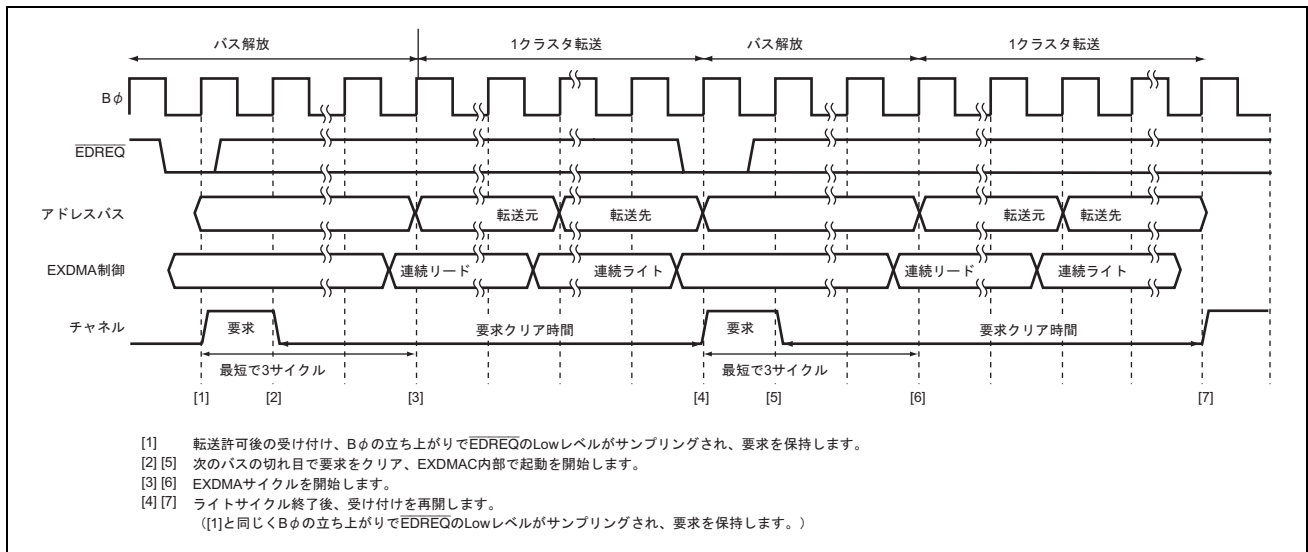 バス解放 1クラスタ転送 バス解放 1クラスタ転送
Bφ
EDREQ
アドレスバス 転送元 転送先 転送元 転送先
EXDMA制御 連続リード 連続ライト 連続リード 連続ライト
チャネル 要求 要求クリア時間 要求 要求クリア時間
最短で3サイクル 最短で3サイクル
[1] [2] [3] [4] [5] [6] [7]
[1] 転送許可後の受け付け、Bφの立ち上がりでEDREQのLowレベルがサンプリングされ、要求を保持します。
[2] [5] 次のバスの切れ目で要求をクリア、EXDMAC内部で起動を開始します。
[3] [6] EXDMAサイクルを開始します。
[4] [7] ライトサイクル終了後、受け付けを再開します。
（[1]と同じくBφの立ち上がりでEDREQのLowレベルがサンプリングされ、要求を保持します。）